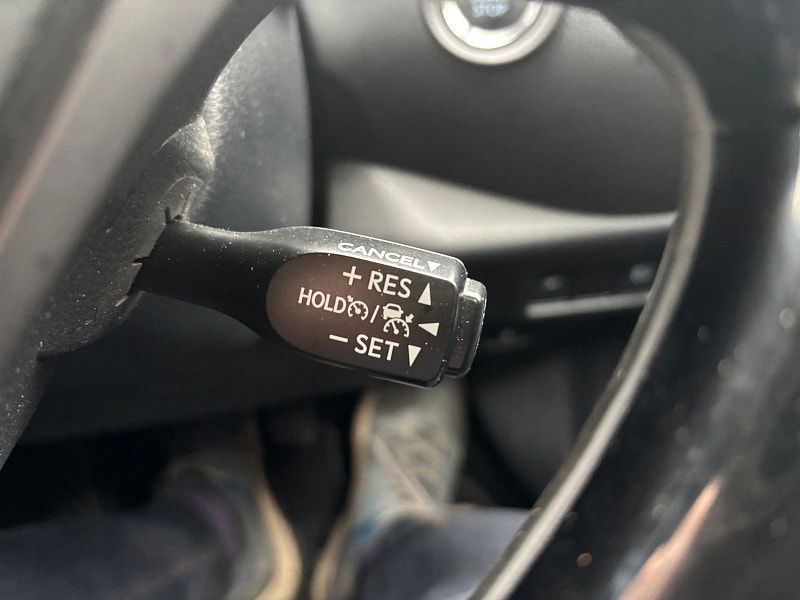 CANCEL▼
+ RES ▲
HOLD / ◀
− SET ▼